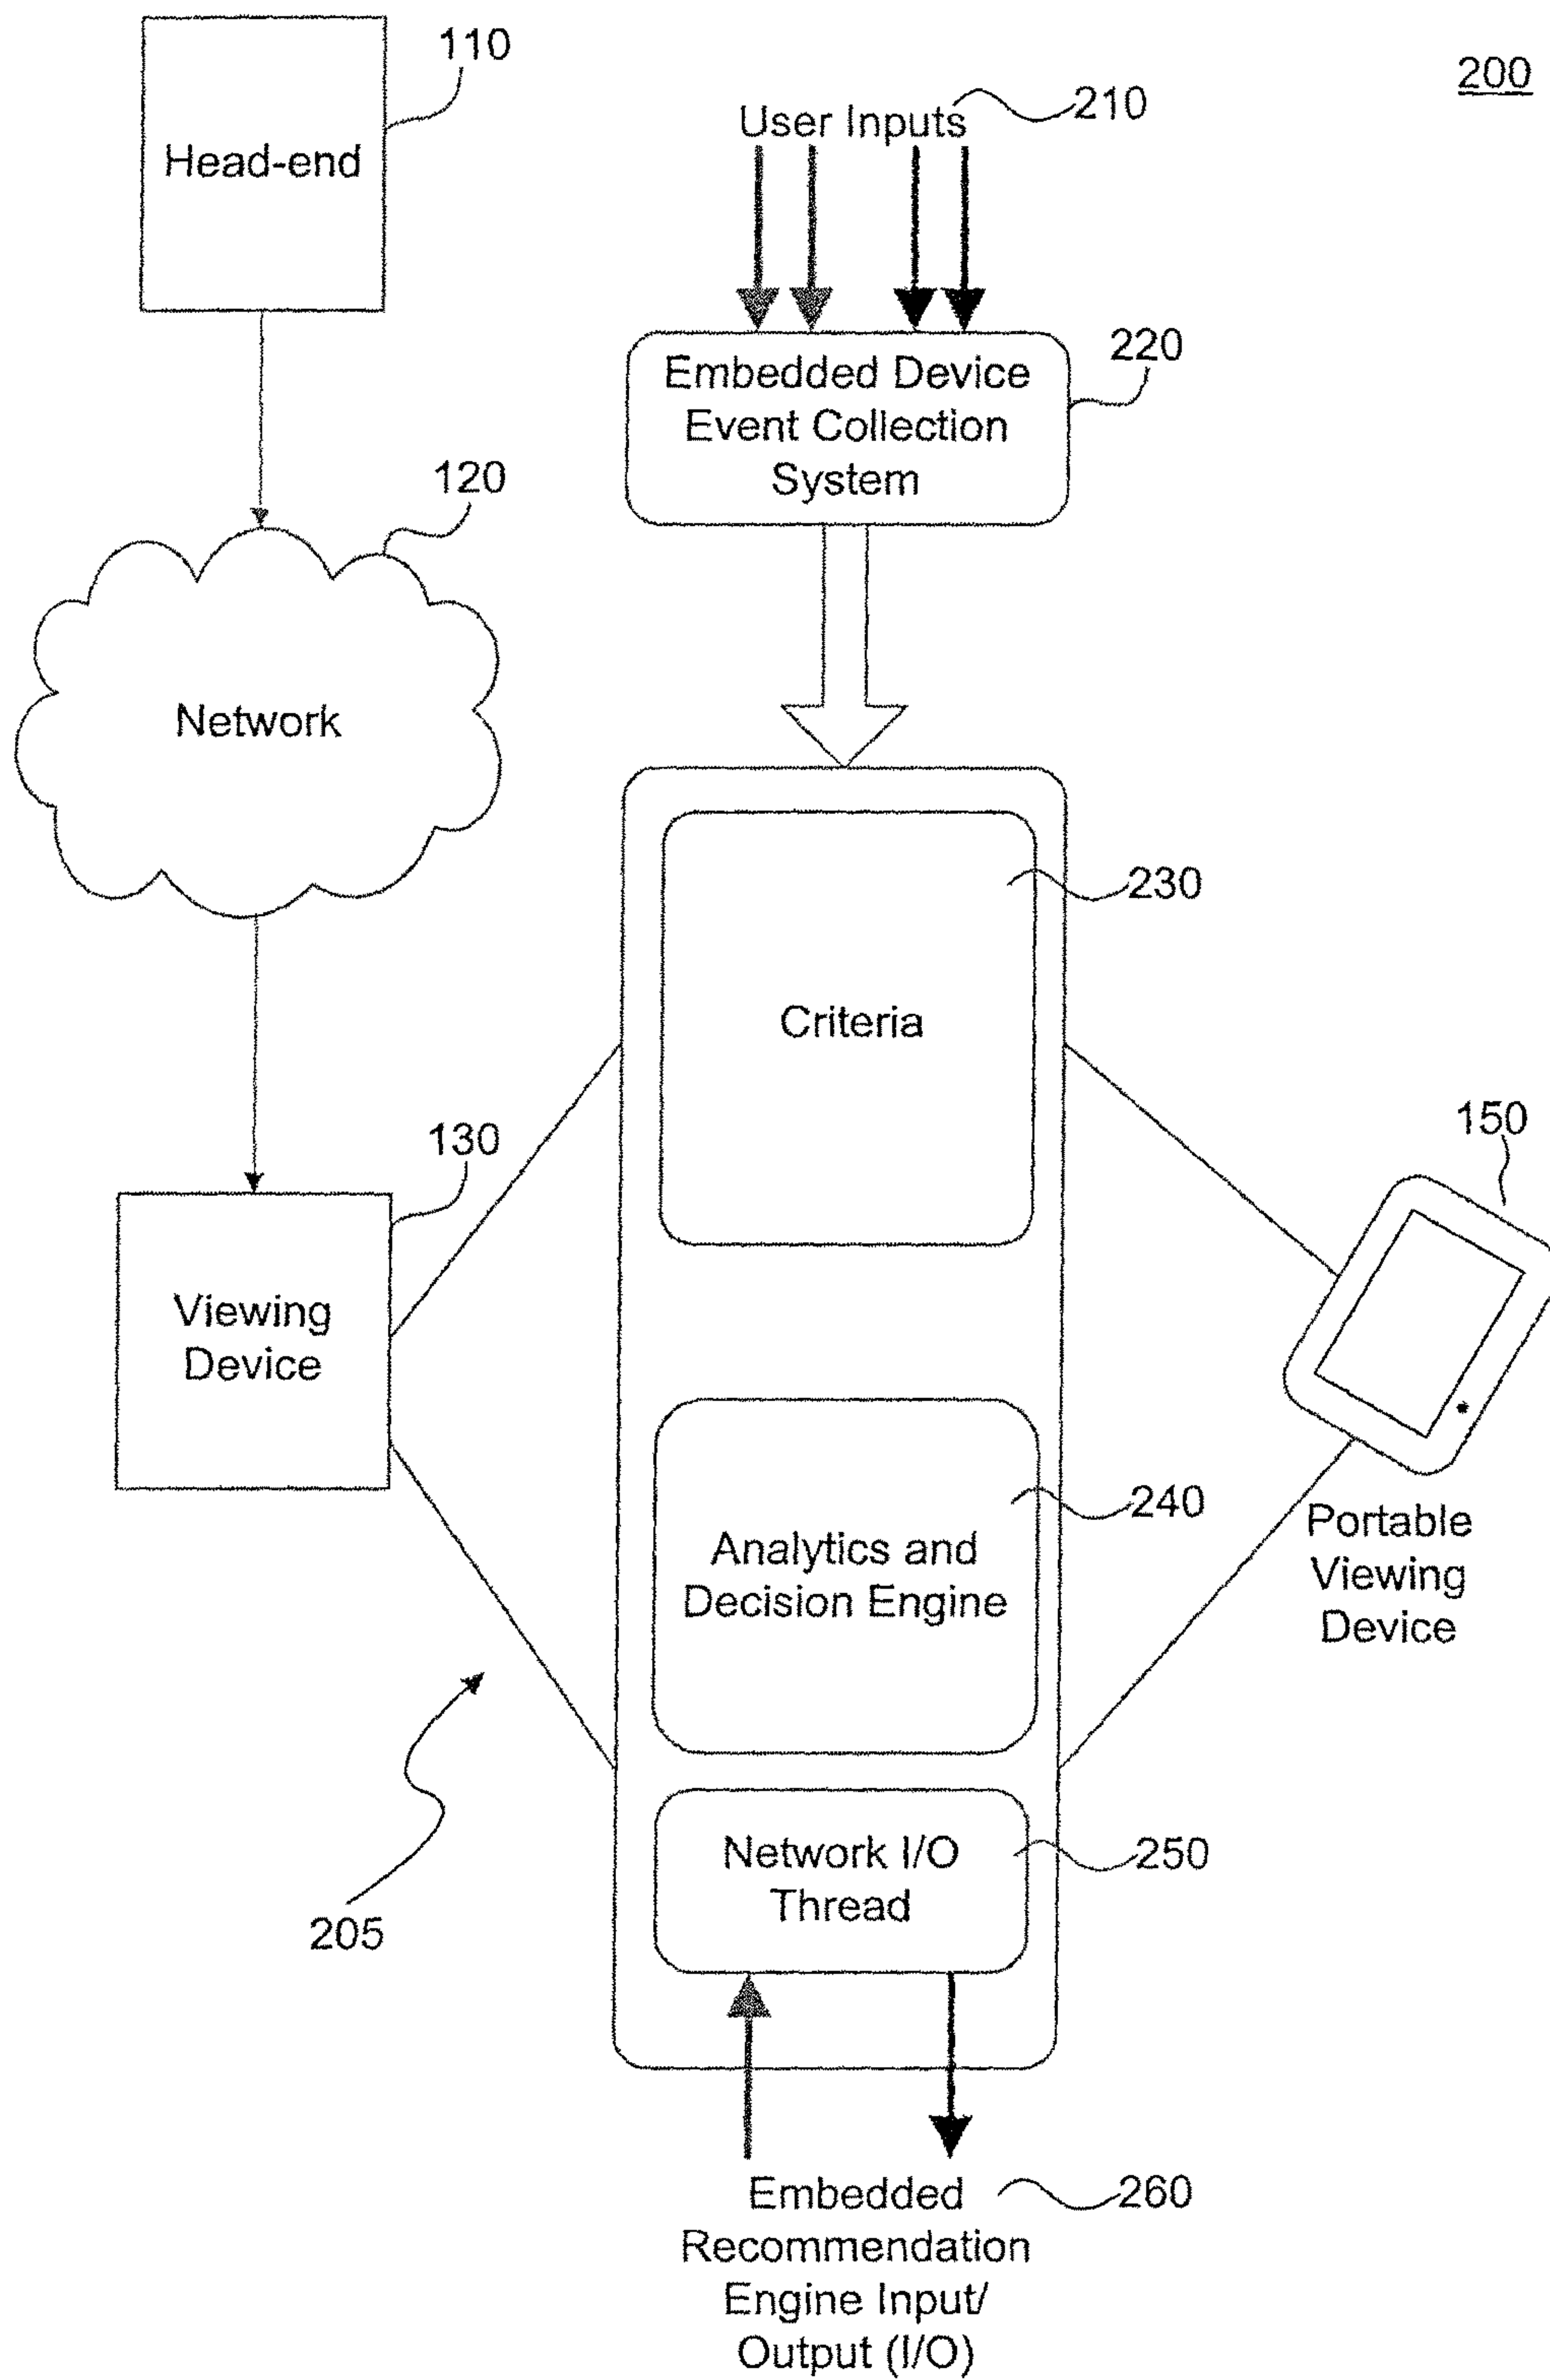 110
200
Head-end
User Inputs
210
Embedded Device
Event Collection
System
220
120
Network
230
Criteria
130
150
Viewing
Device
240
Analytics and
Decision Engine
Portable
Viewing
Device
Network I/O
Thread
250
205
Embedded
Recommendation
Engine Input/
Output (I/O)
260